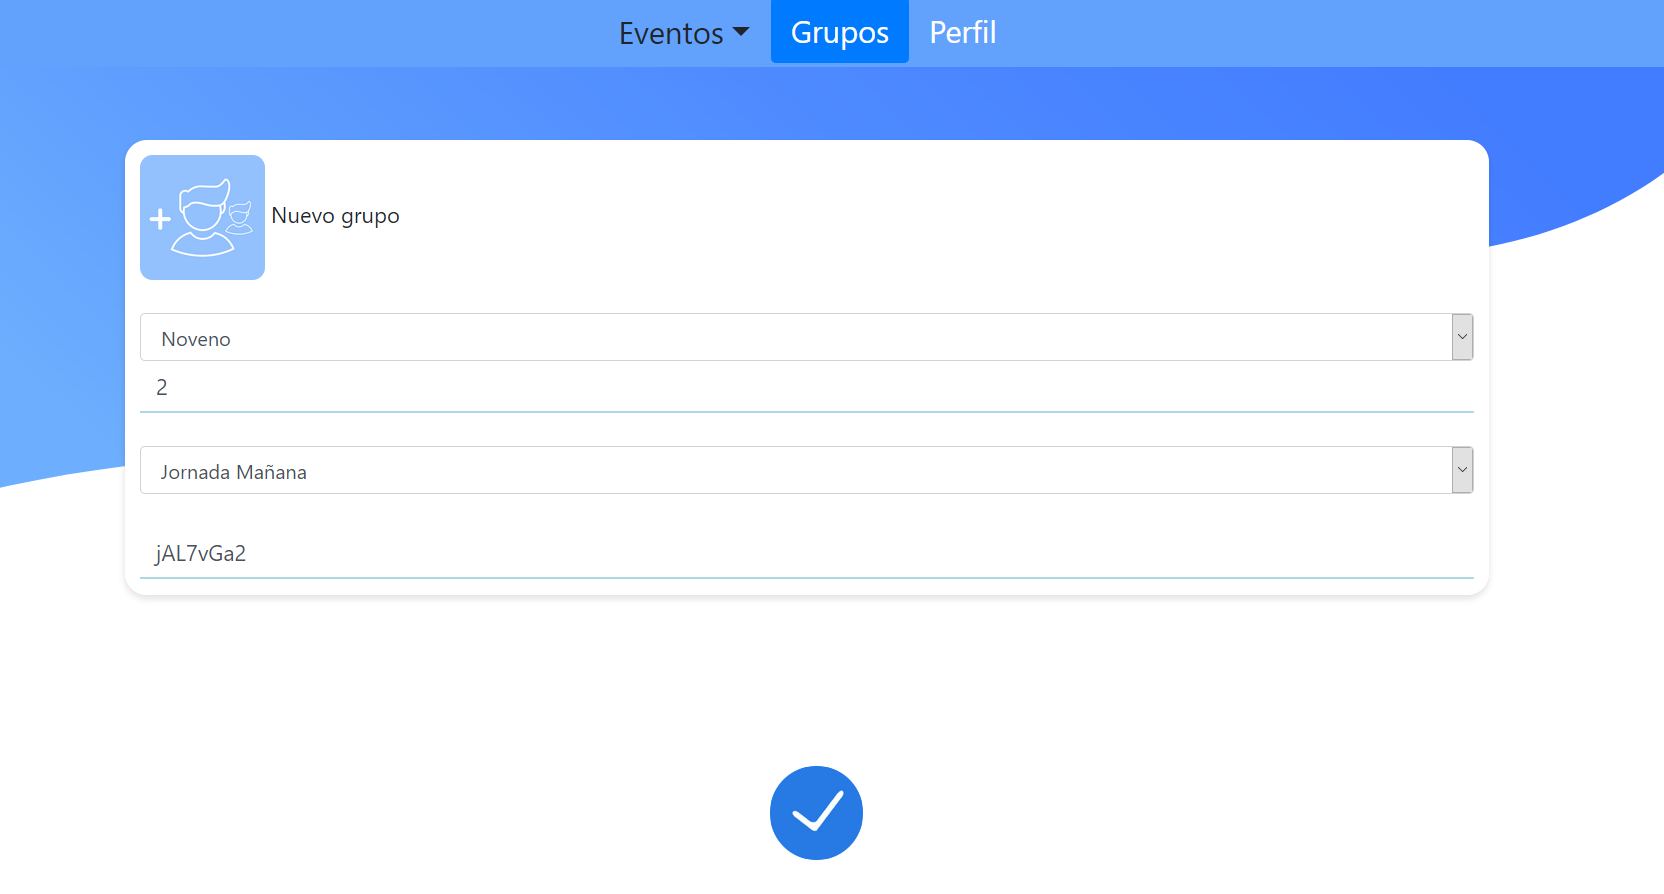 Eventos Grupos Perfil
Nuevo grupo
Noveno
2
Jornada Mañana
jAL7vGa2